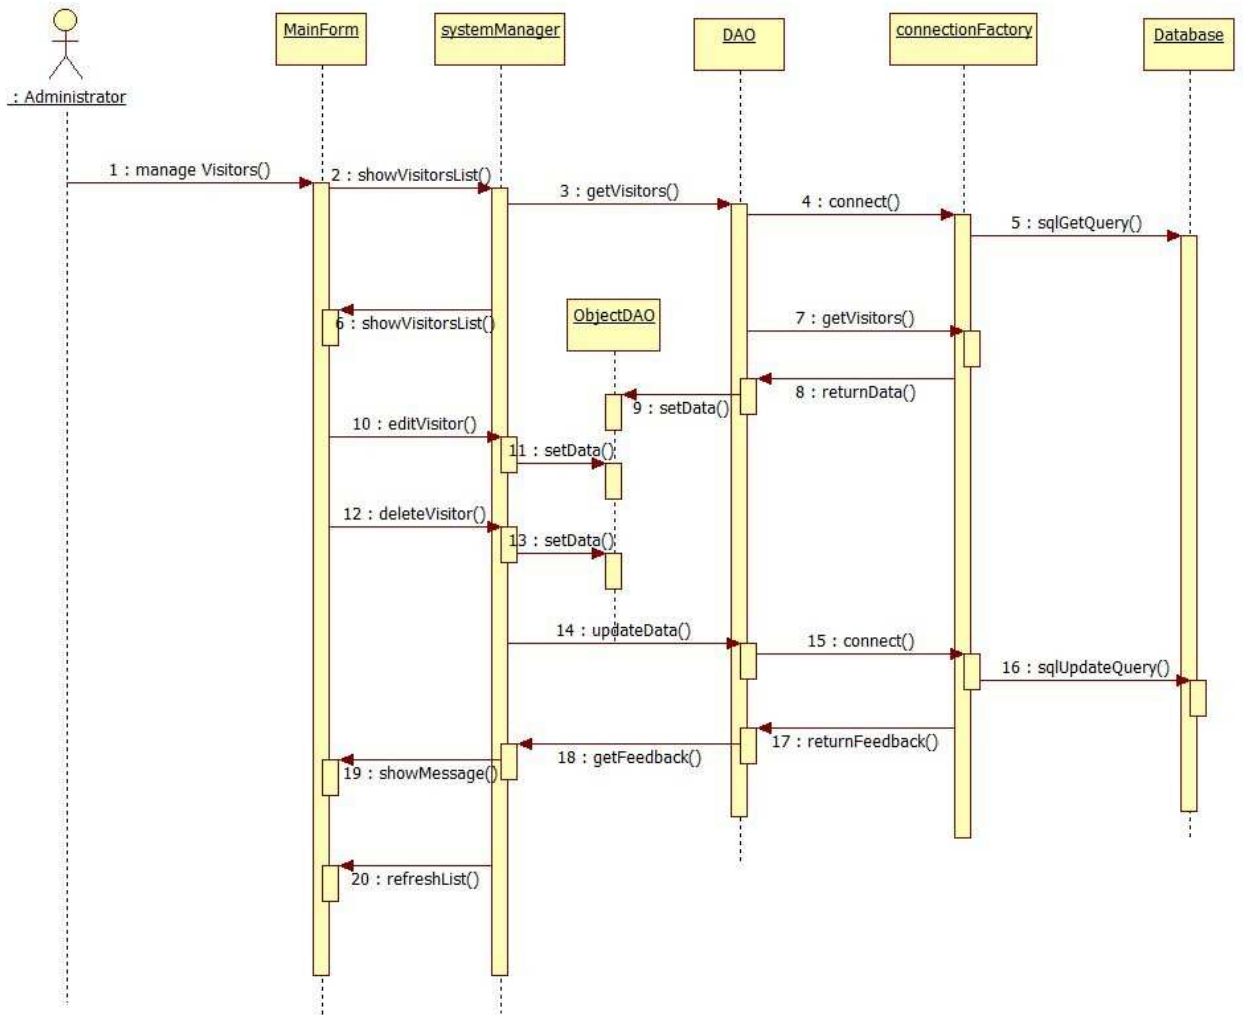 MainForm
systemManager
DAO
connectionFactory
Database
: Administrator
1 : manage Visitors()
2 : showVisitorsList()
3 : getVisitors()
4 : connect()
5 : sqlGetQuery()
ObjectDAO
6 : showVisitorsList()
7 : getVisitors()
8 : returnData()
9 : setData()
10 : editVisitor()
11 : setData()
12 : deleteVisitor()
13 : setData()
14 : updateData()
15 : connect()
16 : sqlUpdateQuery()
17 : returnFeedback()
18 : getFeedback()
19 : showMessage()
20 : refreshList()